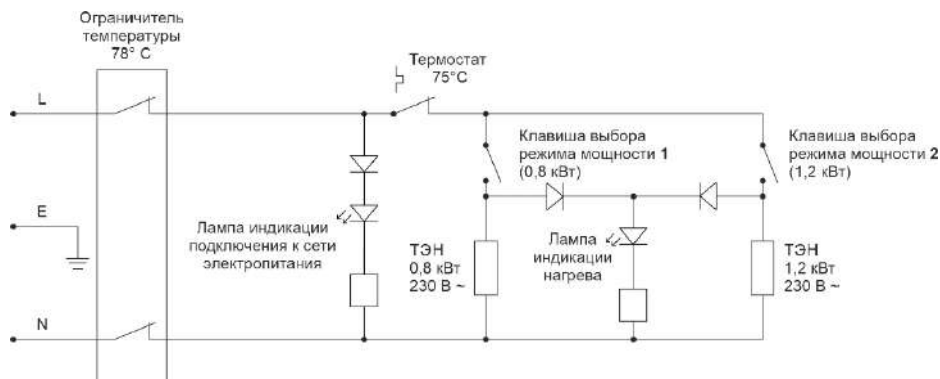 Ограничитель
температуры
78° C
Термостат
75°C
L
Клавиша выбора
режима мощности 1
(0,8 кВт)
Клавиша выбора
режима мощности 2
(1,2 кВт)
E
Лампа индикации
подключения к сети
электропитания
ТЭН
0,8 кВт
230 В ~
Лампа
индикации
нагрева
ТЭН
1,2 кВт
230 В ~
N